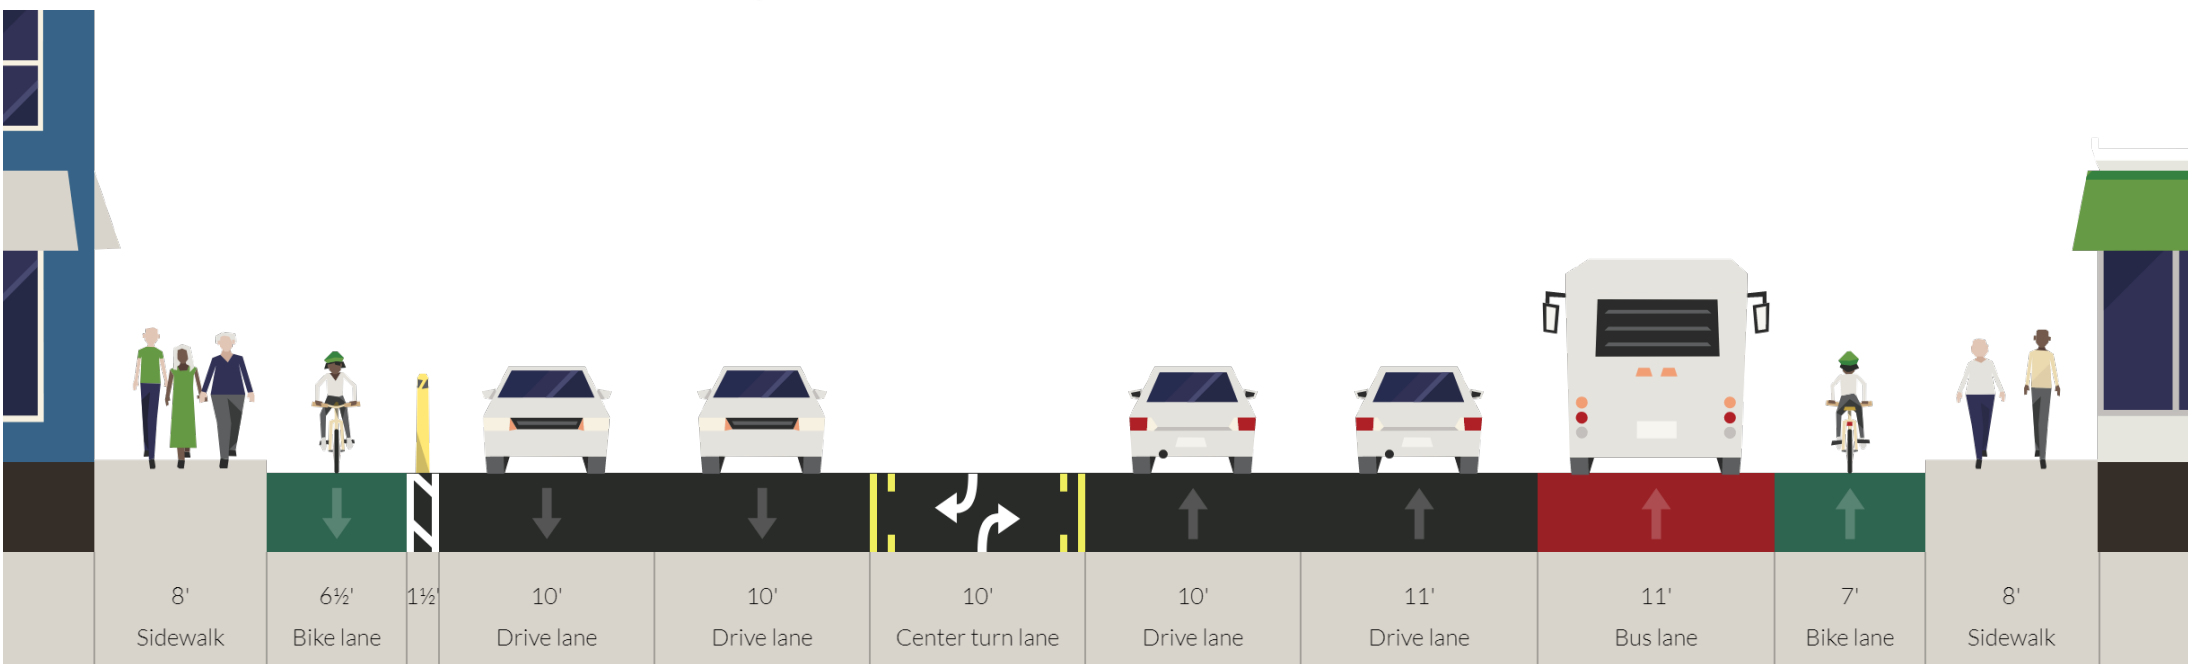 8' 6½' 1½' 10' 10' 10' 10' 11' 11' 7' 8'
Sidewalk Bike lane Drive lane Drive lane Center turn lane Drive lane Drive lane Bus lane Bike lane Sidewalk